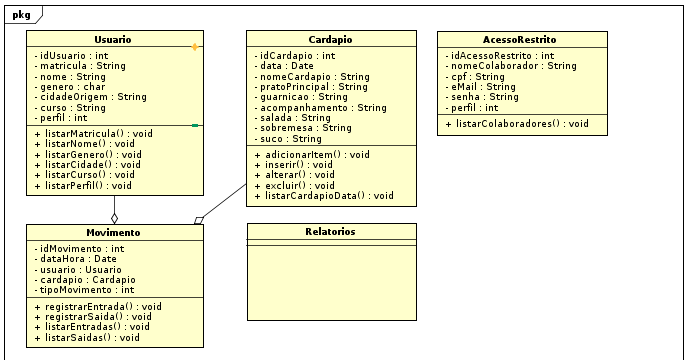 pkg
Usuario
- idUsuario : int
- matricula : String
- nome : String
- genero : char
- cidadeOrigem : String
- curso : String
- perfil : int
+ listarMatricula() : void
+ listarNome() : void
+ listarGenero() : void
+ listarCidade() : void
+ listarCurso() : void
+ listarPerfil() : void
Cardapio
- idCardapio : int
- data : Date
- nomeCardapio : String
- pratoPrincipal : String
- guarnicao : String
- acompanhamento : String
- salada : String
- sobremesa : String
- suco : String
+ adicionarItem() : void
+ inserir() : void
+ alterar() : void
+ excluir() : void
+ listarCardapioData() : void
AcessoRestrito
- idAcessoRestrito : int
- nomeColaborador : String
- cpf : String
- eMail : String
- senha : String
- perfil : int
+ listarColaboradores() : void
Movimento
- idMovimento : int
- dataHora : Date
- usuario : Usuario
- cardapio : Cardapio
- tipoMovimento : int
+ registrarEntrada() : void
+ registrarSaida() : void
+ listarEntradas() : void
+ listarSaidas() : void
Relatorios